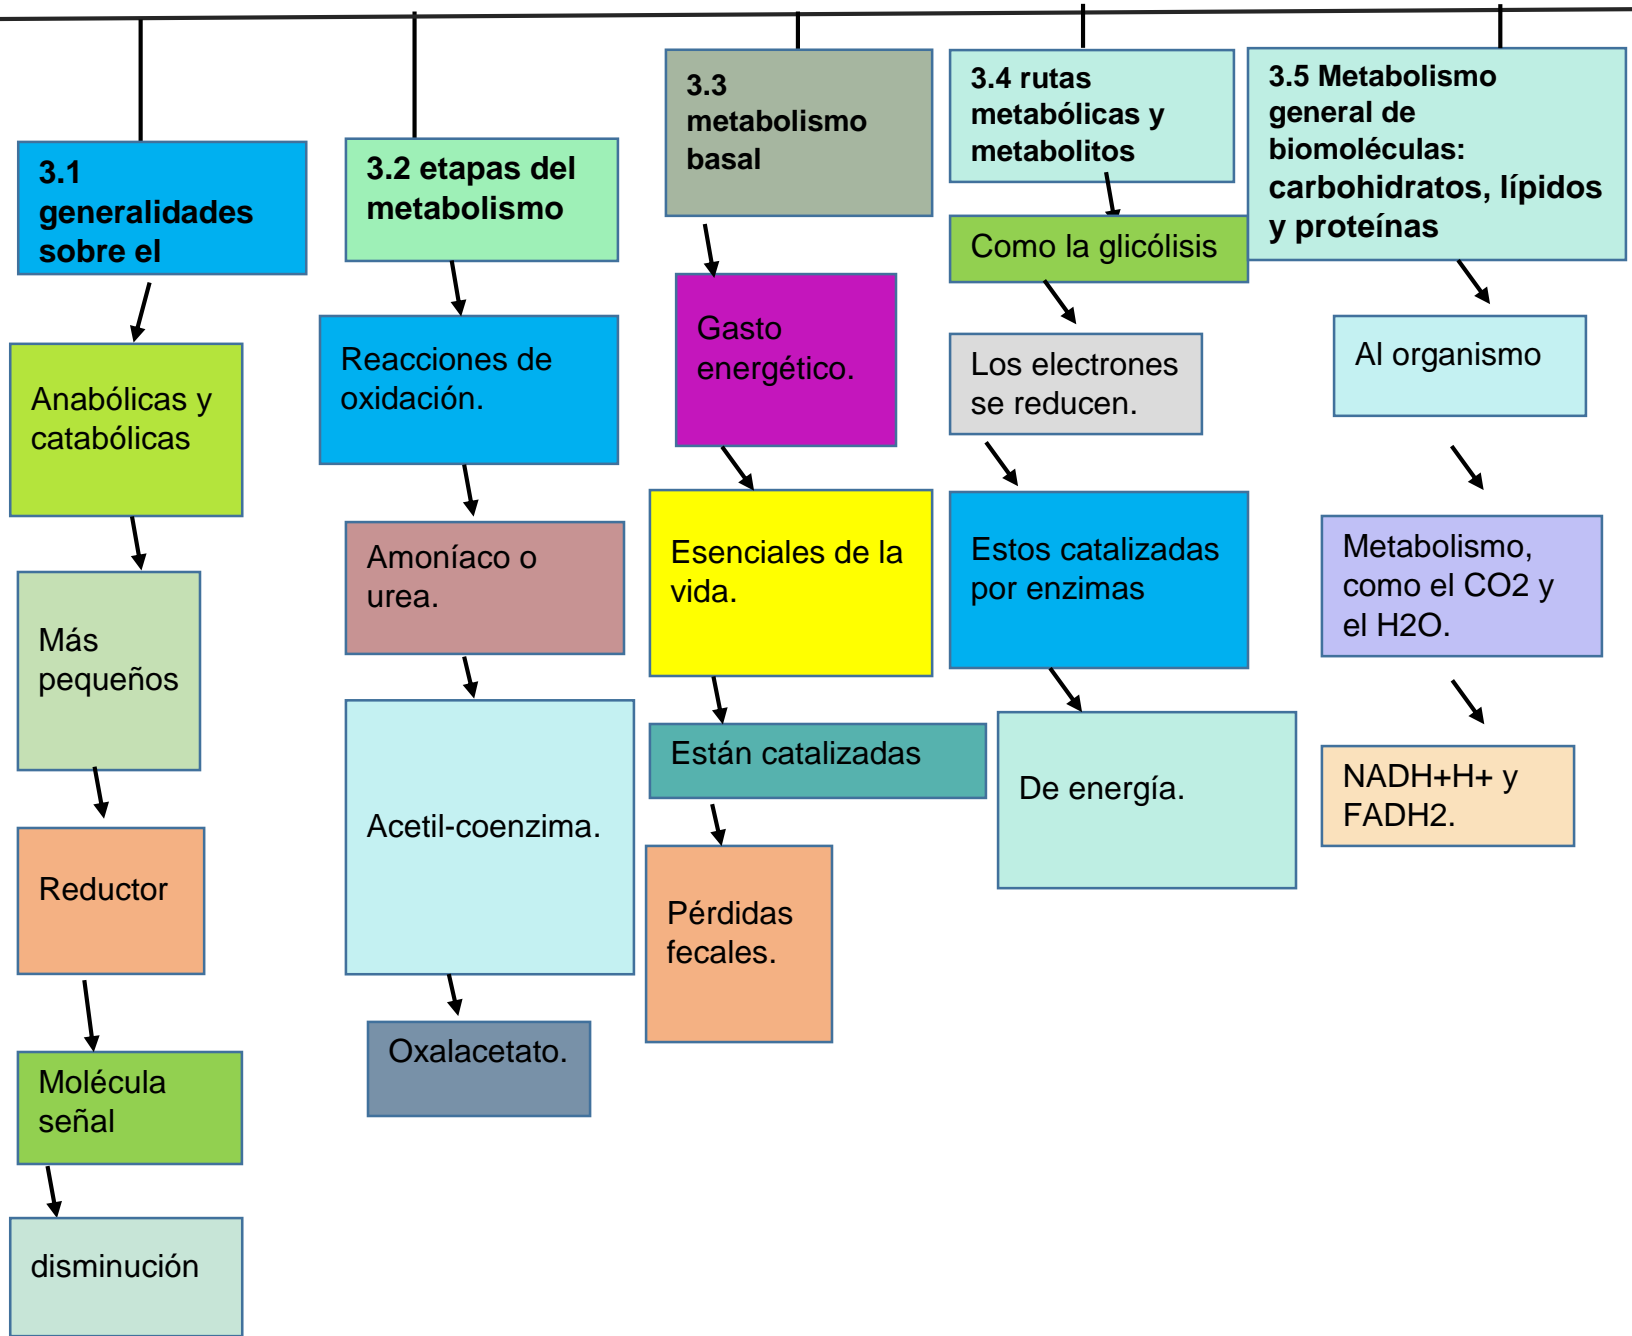 3.1
generalidades
sobre el
Anabólicas y
catabólicas
Más
pequeños
Reductor
Molécula
señal
disminución
3.2 etapas del
metabolismo
Reacciones de
oxidación.
Amoníaco o
urea.
Acetil-coenzima.
Oxalacetato.
3.3
metabolismo
basal
Gasto
energético.
Esenciales de la
vida.
Están catalizadas
Pérdidas
fecales.
3.4 rutas
metabólicas y
metabolitos
Como la glicólisis
Los electrones
se reducen.
Estos catalizadas
por enzimas
De energía.
3.5 Metabolismo
general de
biomoléculas:
carbohidratos, lípidos
y proteínas
Al organismo
Metabolismo,
como el CO2 y
el H2O.
NADH+H+ y
FADH2.